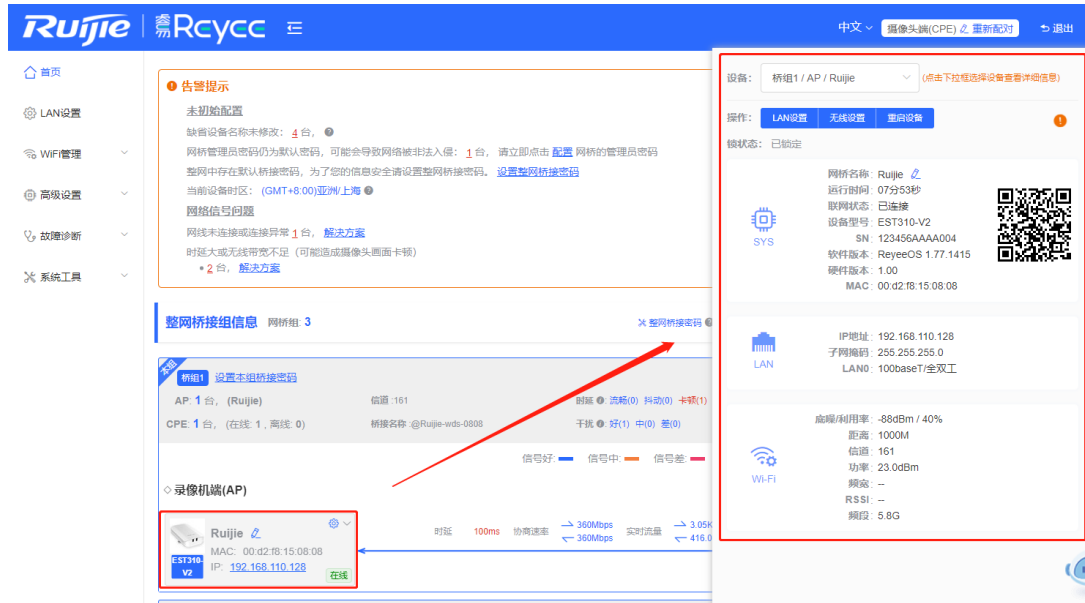 Ruijie 睿易 Reyee
中文 摄像头端(CPE) 重新配对 退出
首页
LAN设置
WiFi管理
高级设置
故障诊断
系统工具
告警提示
未初始配置
缺省设备名称未修改： 4 台，
网桥管理员密码仍为默认密码，可能会导致网络被非法入侵： 1 台， 请立即点击 配置 网桥的管理员密码
整网中存在默认桥接密码，为了您的信息安全请设置整网桥接密码。 设置整网桥接密码
当前设备时区： (GMT+8:00)亚洲/上海
网络信号问题
网线未连接或连接异常 1 台， 解决方案
时延大或无线带宽不足（可能造成摄像头画面卡顿）
2 台， 解决方案
整网桥接组信息 网桥组: 3
整网桥接密码
本组
桥组1 设置本组桥接密码
AP: 1 台， (Ruijie) 信道 :161 时延 : 流畅(0) 抖动(0) 卡顿(1)
CPE: 1 台， (在线: 1 , 离线: 0) 桥接名称 :@Ruijie-wds-0808 干扰 : 好(1) 中(0) 差(0)
信号好: 信号中: 信号差:
录像机端(AP)
Ruijie
MAC: 00:d2:f8:15:08:08
EST310-V2
IP: 192.168.110.128
在线
时延 100ms 协商速率 360Mbps 实时流量 3.05K
360Mbps 416.0
设备: 桥组1 / AP / Ruijie (点击下拉框选择设备查看详细信息)
操作: LAN设置 无线设置 重启设备
锁状态: 已锁定
SYS
网桥名称: Ruijie
运行时间: 07分53秒
联网状态: 已连接
设备型号: EST310-V2
SN: 123456AAAA004
软件版本: ReyeeOS 1.77.1415
硬件版本: 1.00
MAC: 00:d2:f8:15:08:08
LAN
IP地址: 192.168.110.128
子网掩码: 255.255.255.0
LAN0: 100baseT/全双工
Wi-Fi
底噪/利用率: -88dBm / 40%
距离: 1000M
信道: 161
功率: 23.0dBm
频宽: --
RSSI: --
频段: 5.8G